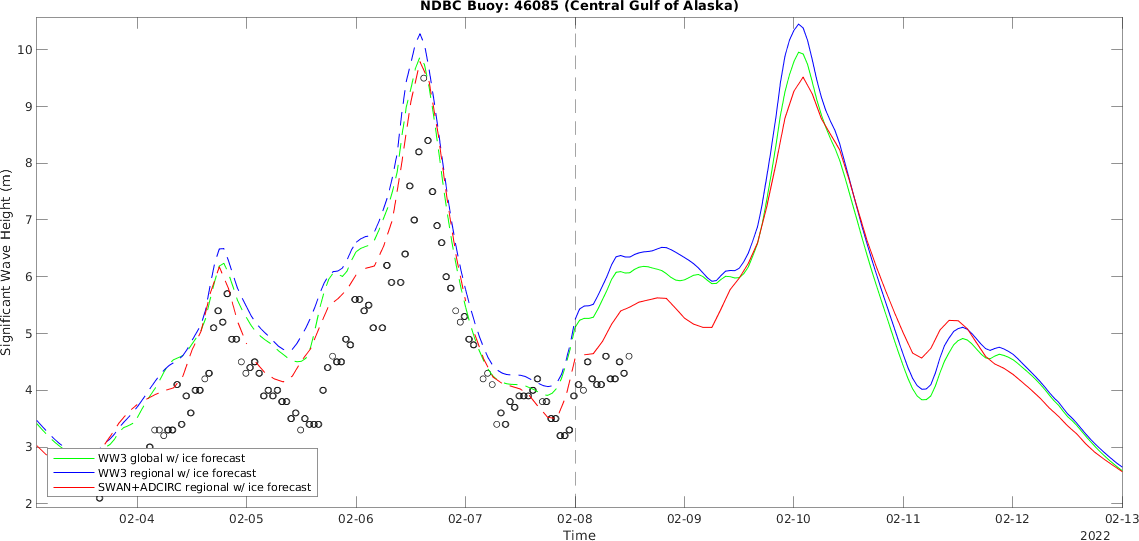 NDBC Buoy: 46085 (Central Gulf of Alaska)
10
9
8
7
6
5
4
3
2
Significant Wave Height (m)
WW3 global w/ ice forecast
WW3 regional w/ ice forecast
SWAN+ADCIRC regional w/ ice forecast
02-04 02-05 02-06 02-07 02-08 02-09 02-10 02-11 02-12 02-13
Time
2022